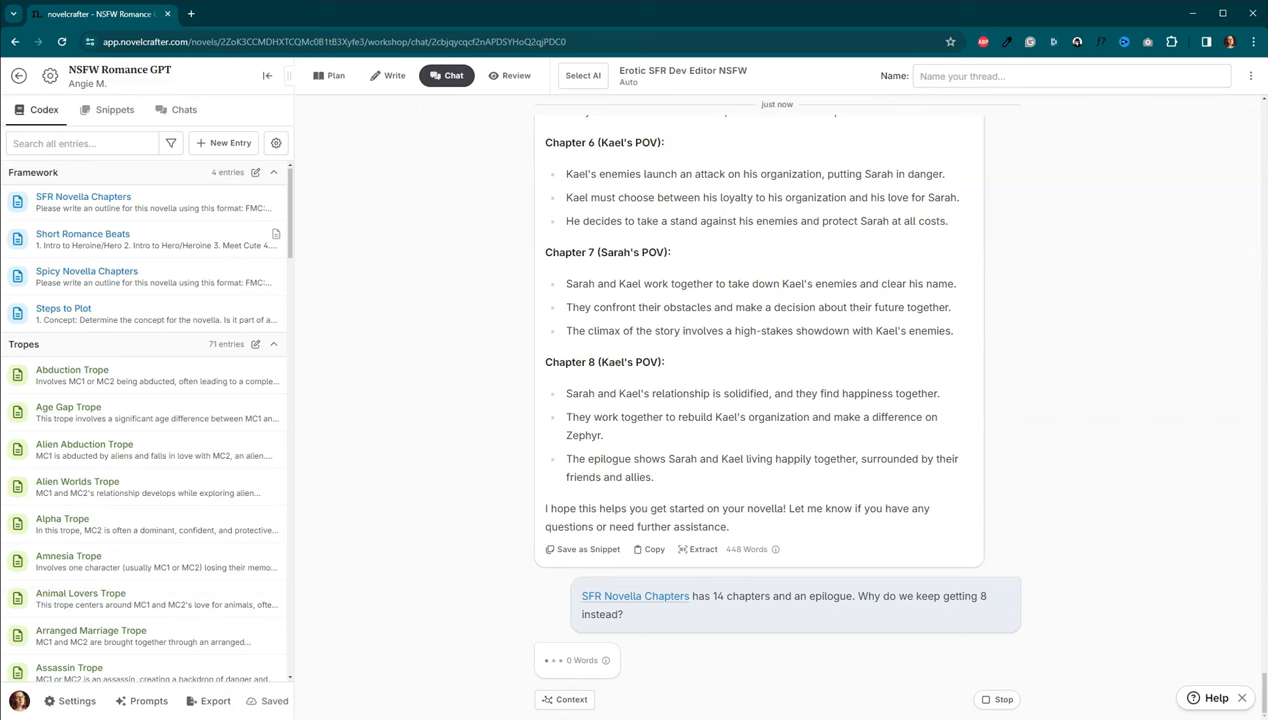 novelcrafter - NSFW Romance G
app.novelcrafter.com/novels/2ZoK3CCMDHXTCQMc0B1tB3Xyfe3/workshop/chat/2cbjqycqcf2nAPDSYHoQ2qjPDC0
NSFW Romance GPT
Angie M.
Plan
Write
Chat
Review
Select AI
Erotic SFR Dev Editor NSFW
Auto
Name:
Name your thread...
Codex
Snippets
Chats
Search all entries...
New Entry
Framework
4 entries
SFR Novella Chapters
Please write an outline for this novella using this format: FMC:...
Short Romance Beats
1. Intro to Heroine/Hero 2. Intro to Hero/Heroine 3. Meet Cute 4....
Spicy Novella Chapters
Please write an outline for this novella using this format: FMC:...
Steps to Plot
1. Concept: Determine the concept for the novella. Is it part of a...
Tropes
71 entries
Abduction Trope
Involves MC1 or MC2 being abducted, often leading to a comple...
Age Gap Trope
This trope involves a significant age difference between MC1 an...
Alien Abduction Trope
MC1 is abducted by aliens and falls in love with MC2, an alien....
Alien Worlds Trope
MC1 and MC2's relationship develops while exploring alien...
Alpha Trope
In this trope, MC2 is often a dominant, confident, and protective...
Amnesia Trope
Involves one character (usually MC1 or MC2) losing their memo...
Animal Lovers Trope
This trope centers around MC1 and MC2's love for animals, ofte...
Arranged Marriage Trope
MC1 and MC2 are brought together through an arranged...
Assassin Trope
MC1 or MC2 is an assassin, creating a backdrop of danger and
Settings
Prompts
Export
Saved
just now
Chapter 6 (Kael's POV):
Kael's enemies launch an attack on his organization, putting Sarah in danger.
Kael must choose between his loyalty to his organization and his love for Sarah.
He decides to take a stand against his enemies and protect Sarah at all costs.
Chapter 7 (Sarah's POV):
Sarah and Kael work together to take down Kael's enemies and clear his name.
They confront their obstacles and make a decision about their future together.
The climax of the story involves a high-stakes showdown with Kael's enemies.
Chapter 8 (Kael's POV):
Sarah and Kael's relationship is solidified, and they find happiness together.
They work together to rebuild Kael's organization and make a difference on
Zephyr.
The epilogue shows Sarah and Kael living happily together, surrounded by their
friends and allies.
I hope this helps you get started on your novella! Let me know if you have any
questions or need further assistance.
Save as Snippet
Copy
Extract
448 Words
SFR Novella Chapters has 14 chapters and an epilogue. Why do we keep getting 8
instead?
0 Words
Context
Stop
Help